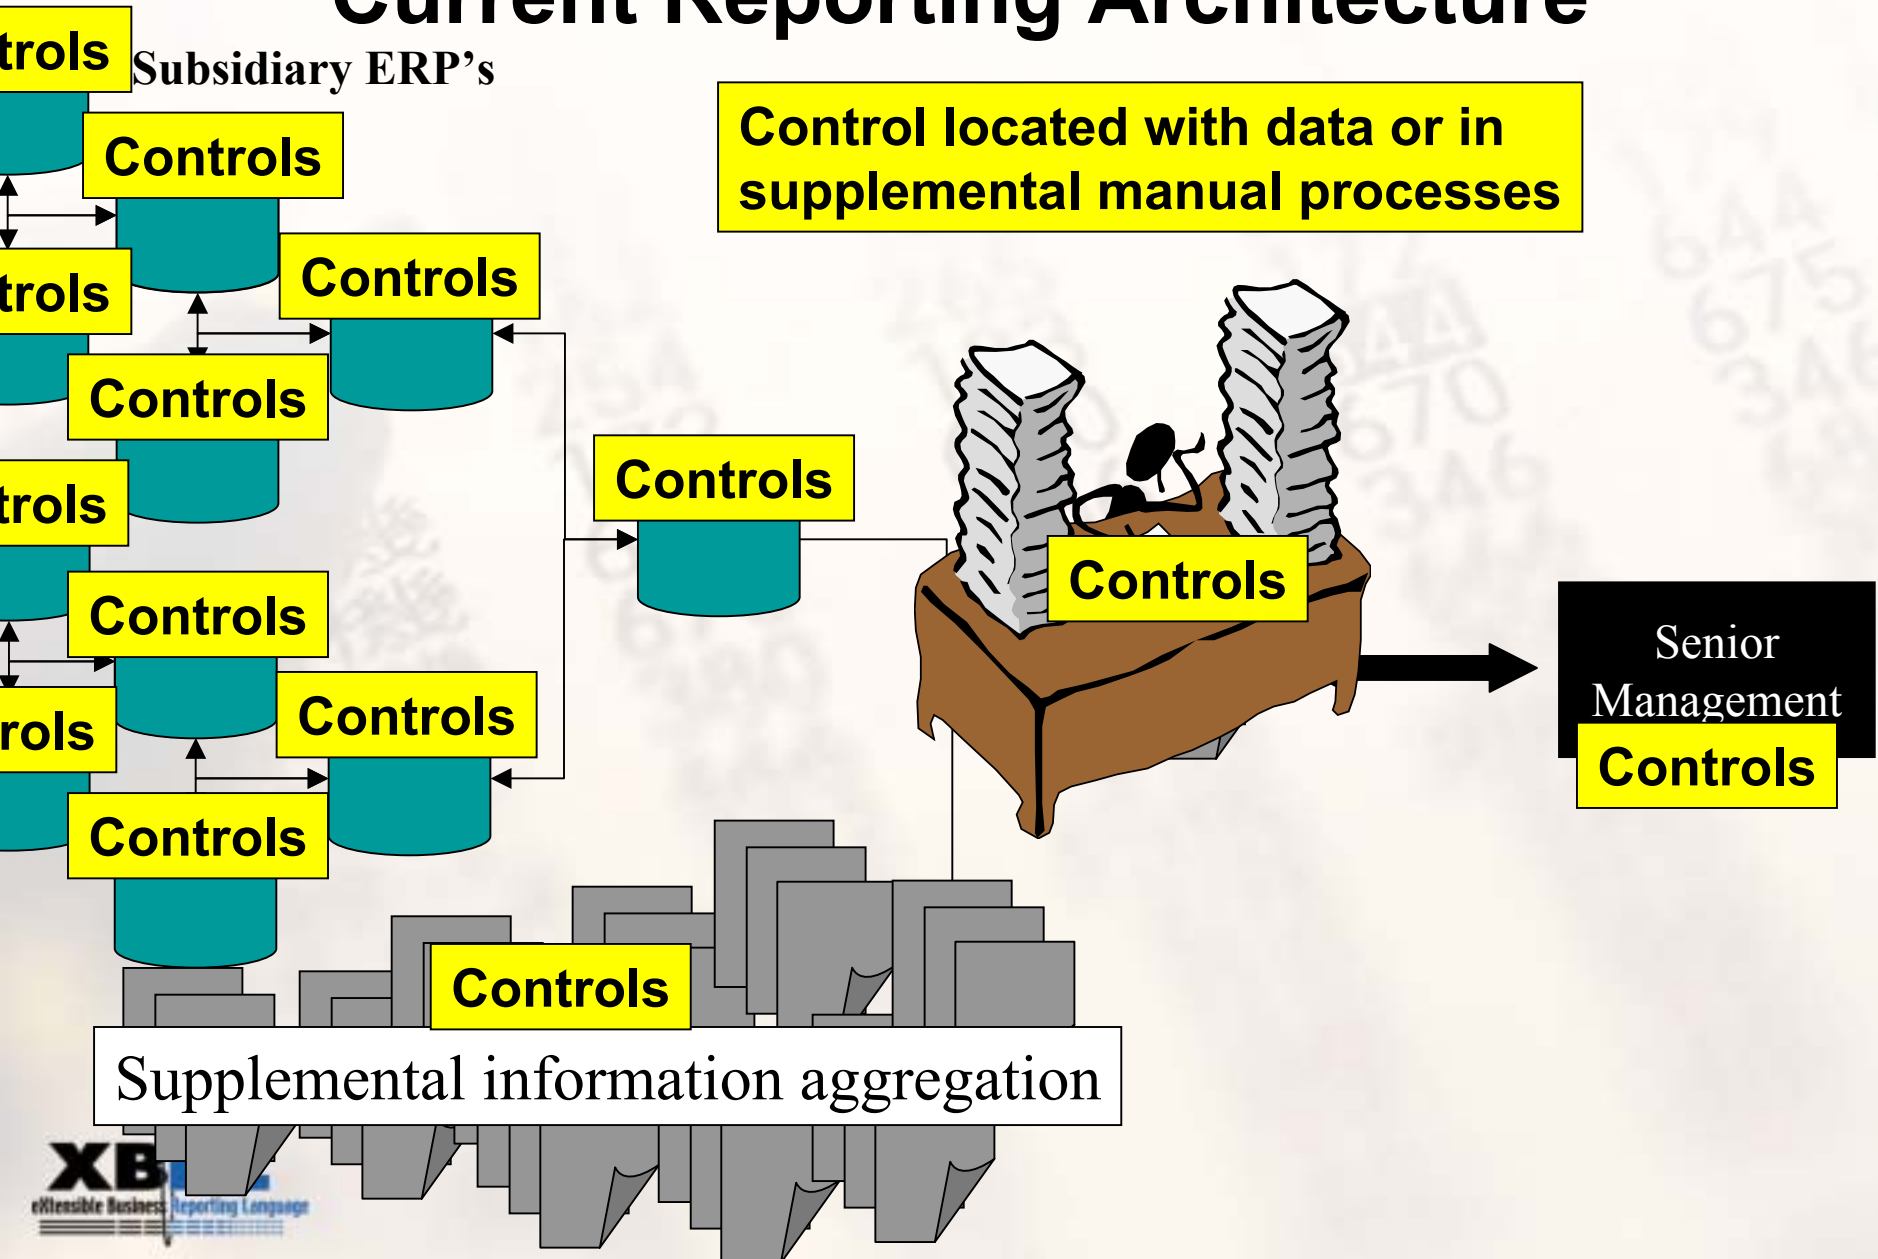 Current Reporting Architecture
trols
Subsidiary ERP's
Control located with data or in
supplemental manual processes
Controls
Controls
trols
Controls
Controls
trols
Controls
Controls
Senior
Management
Controls
Controls
rols
Controls
Controls
Supplemental information aggregation
XB
eXtensible Business Reporting Language